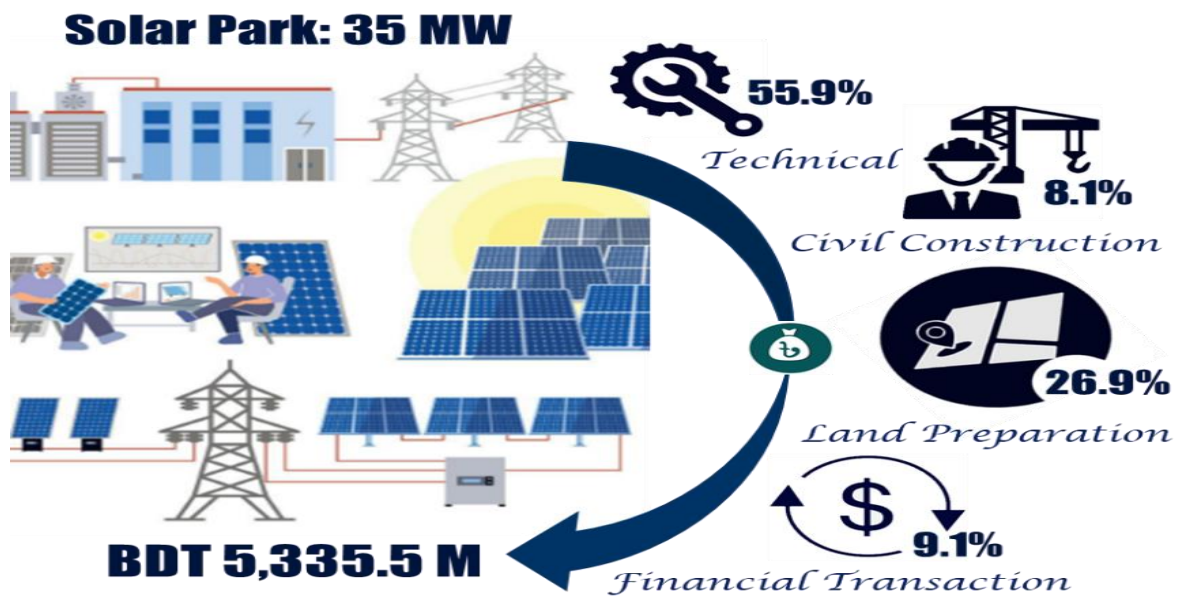 Solar Park: 35 MW
55.9%
Technical
8.1%
Civil Construction
৳
26.9%
Land Preparation
$
9.1%
Financial Transaction
BDT 5,335.5 M